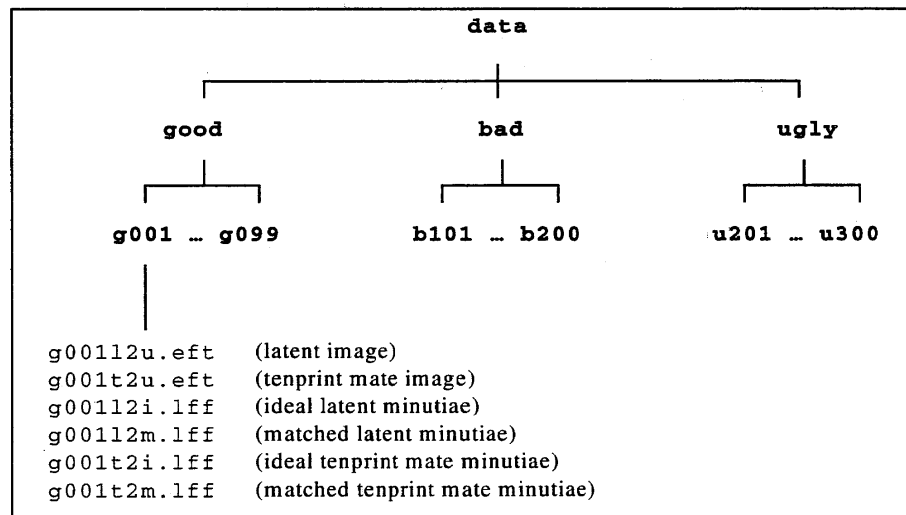 data
good bad ugly
g001 … g099 b101 … b200 u201 … u300
g001l2u.eft (latent image)
g001t2u.eft (tenprint mate image)
g001l2i.lff (ideal latent minutiae)
g001l2m.lff (matched latent minutiae)
g001t2i.lff (ideal tenprint mate minutiae)
g001t2m.lff (matched tenprint mate minutiae)